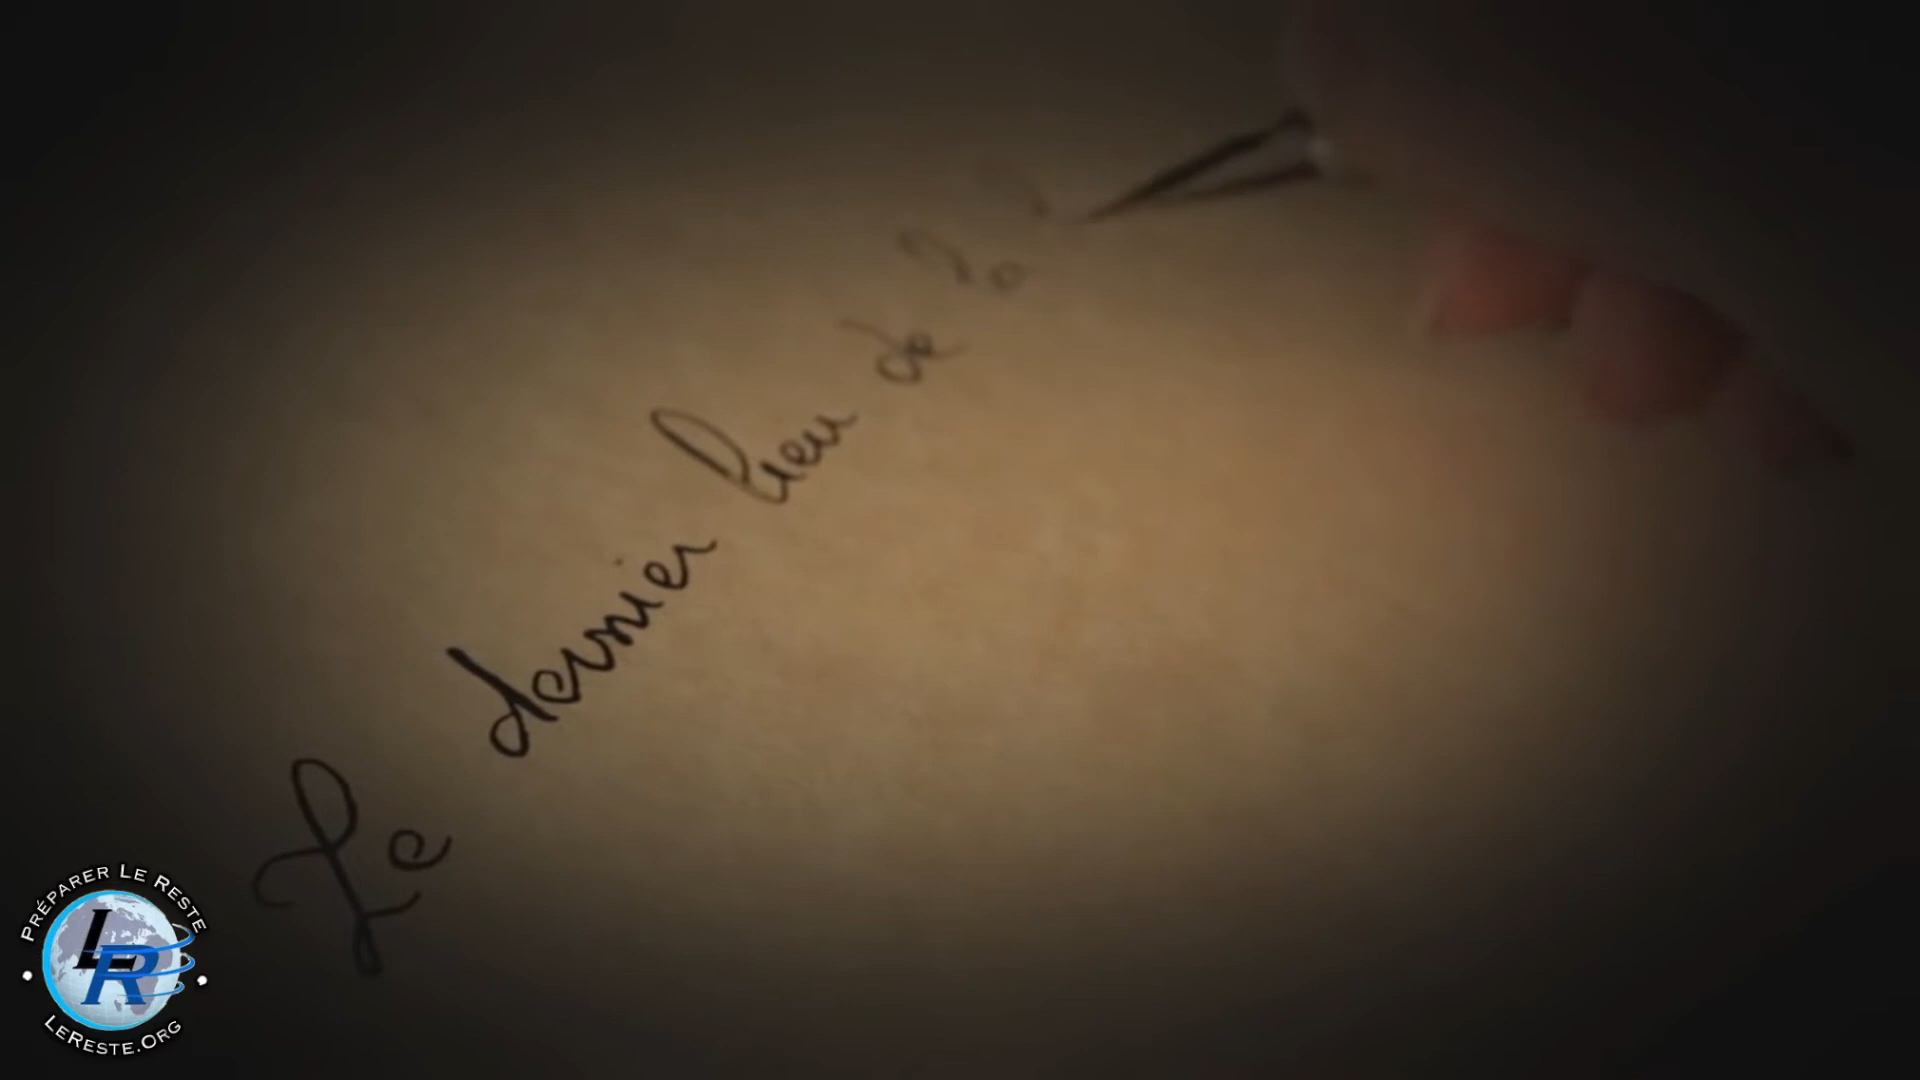 Le dernier lieu de
PRÉPARER LE RESTE
LR
LERESTE.ORG